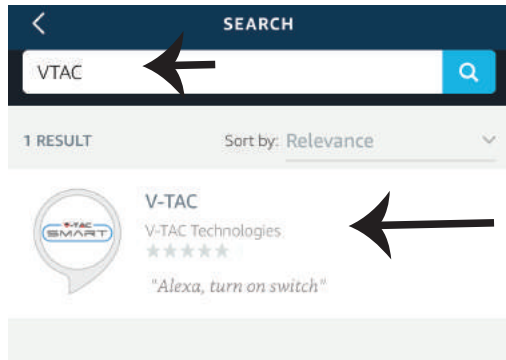 SEARCH
VTAC
1 RESULT Sort by: Relevance
V-TAC
V-TAC Technologies
V-TAC
SMART
"Alexa, turn on switch"